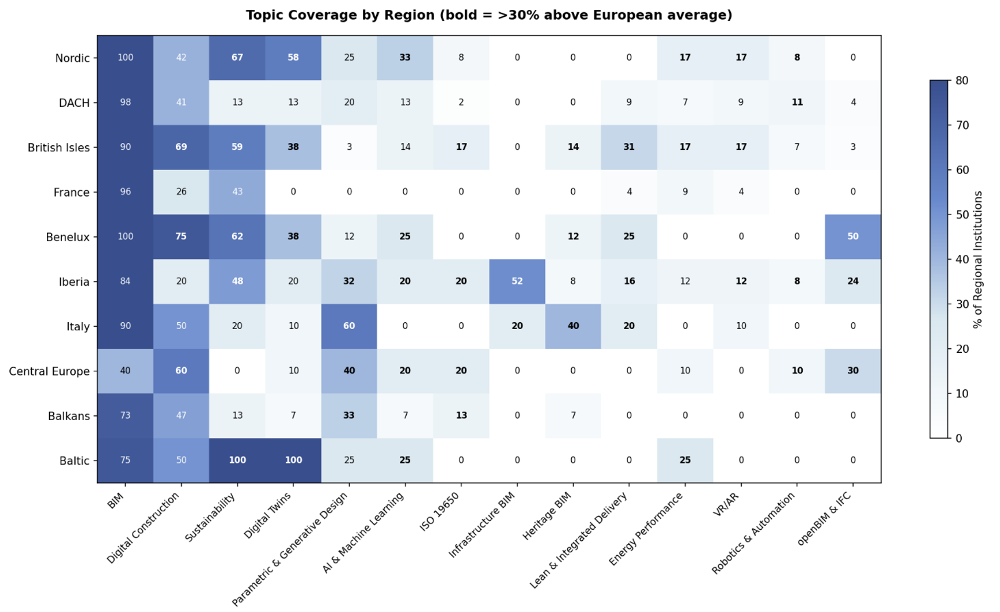 Topic Coverage by Region (bold = >30% above European average)
Nordic 100 42 67 58 25 33 8 0 0 0 17 17 8 0
DACH 98 41 13 13 20 13 2 0 0 9 7 9 11 4
British Isles 90 69 59 38 3 14 17 0 14 31 17 17 7 3
France 96 26 43 0 0 0 0 0 0 4 9 4 0 0
Benelux 100 75 62 38 12 25 0 0 12 25 0 0 0 50
Iberia 84 20 48 20 32 20 20 52 8 16 12 12 8 24
Italy 90 50 20 10 60 0 0 20 40 20 0 10 0 0
Central Europe 40 60 0 10 40 20 20 0 0 0 10 0 10 30
Balkans 73 47 13 7 33 7 13 0 7 0 0 0 0 0
Baltic 75 50 100 100 25 25 0 0 0 0 25 0 0 0
BIM
Digital Construction
Sustainability
Digital Twins
Parametric & Generative Design
AI & Machine Learning
ISO 19650
Infrastructure BIM
Heritage BIM
Lean & Integrated Delivery
Energy Performance
VR/AR
Robotics & Automation
openBIM & IFC
80
70
60
50
40
30
20
10
0
% of Regional Institutions